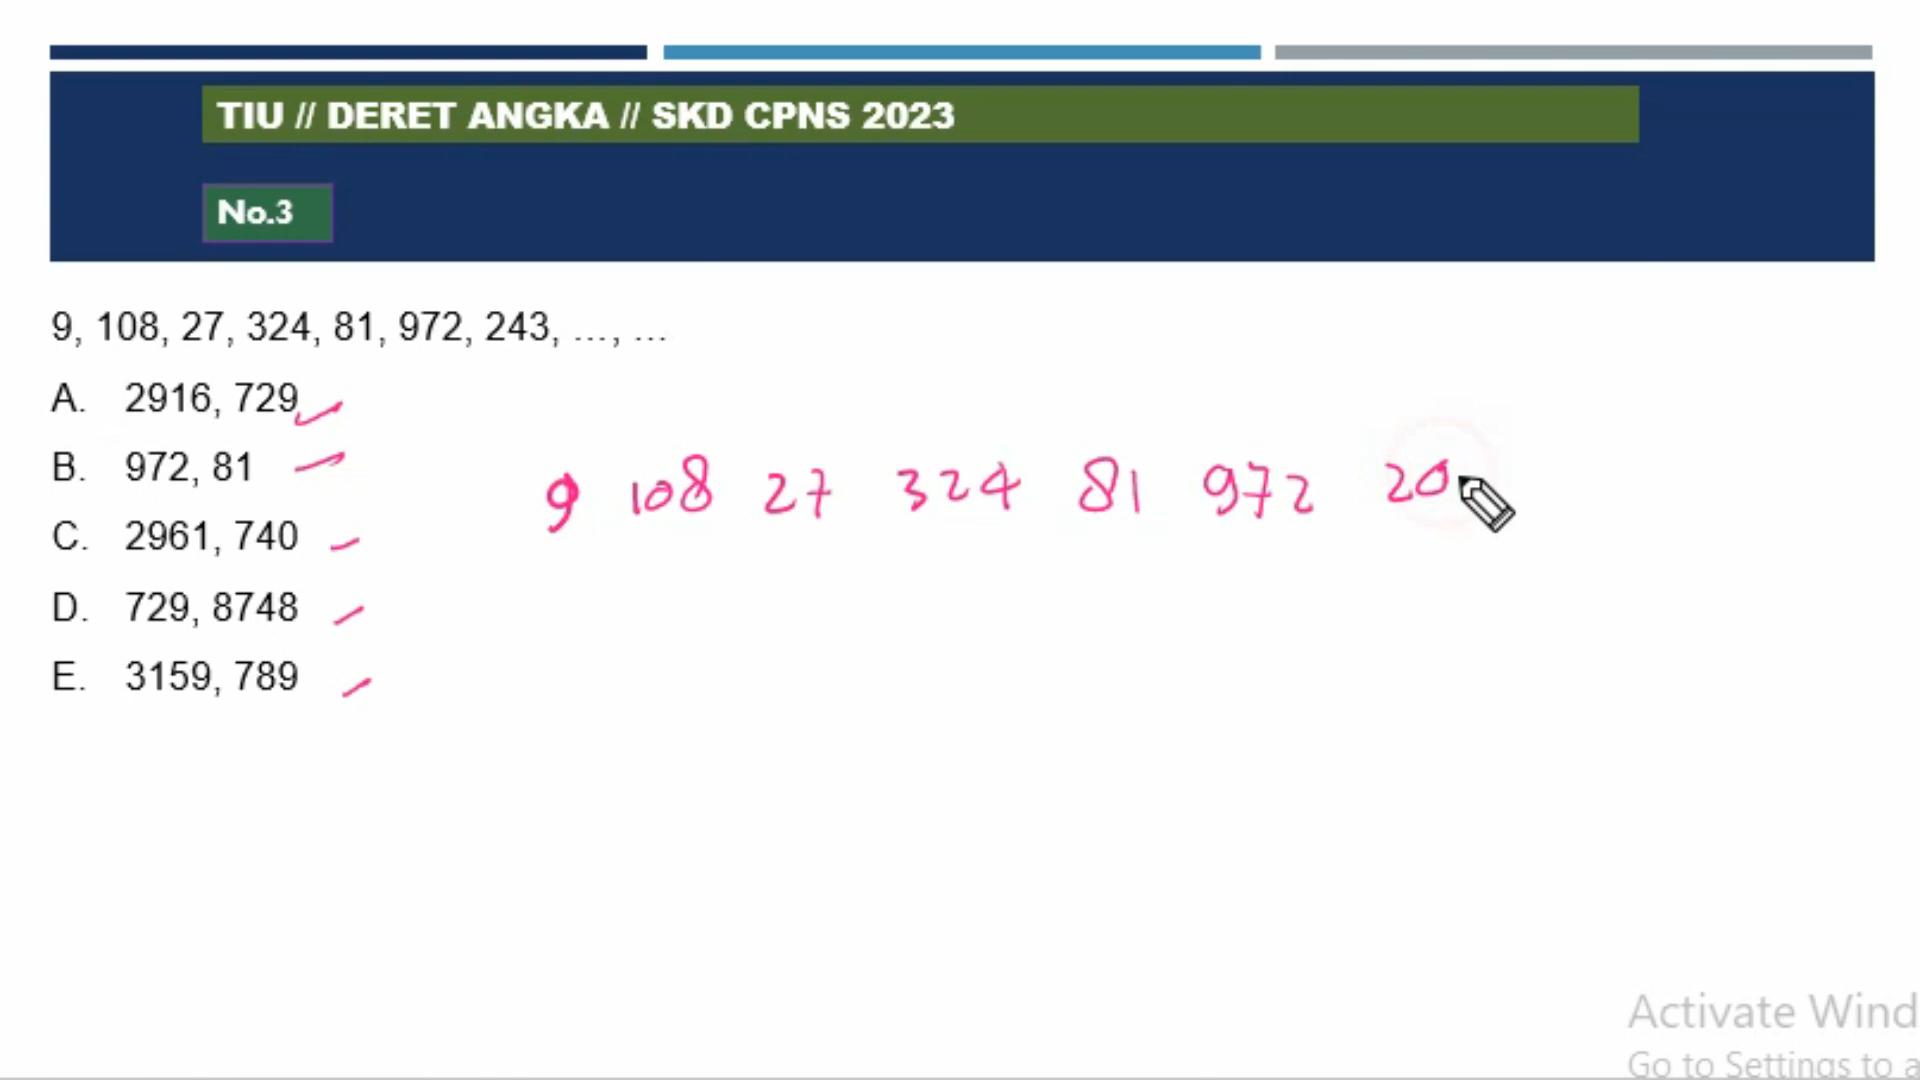 TIU // DERET ANGKA // SKD CPNS 2023
No.3
9, 108, 27, 324, 81, 972, 243, ..., ...
A. 2916, 729
B. 972, 81
C. 2961, 740
D. 729, 8748
E. 3159, 789
9 108 27 324 81 972 20
Activate Wind
Go to Settings to a